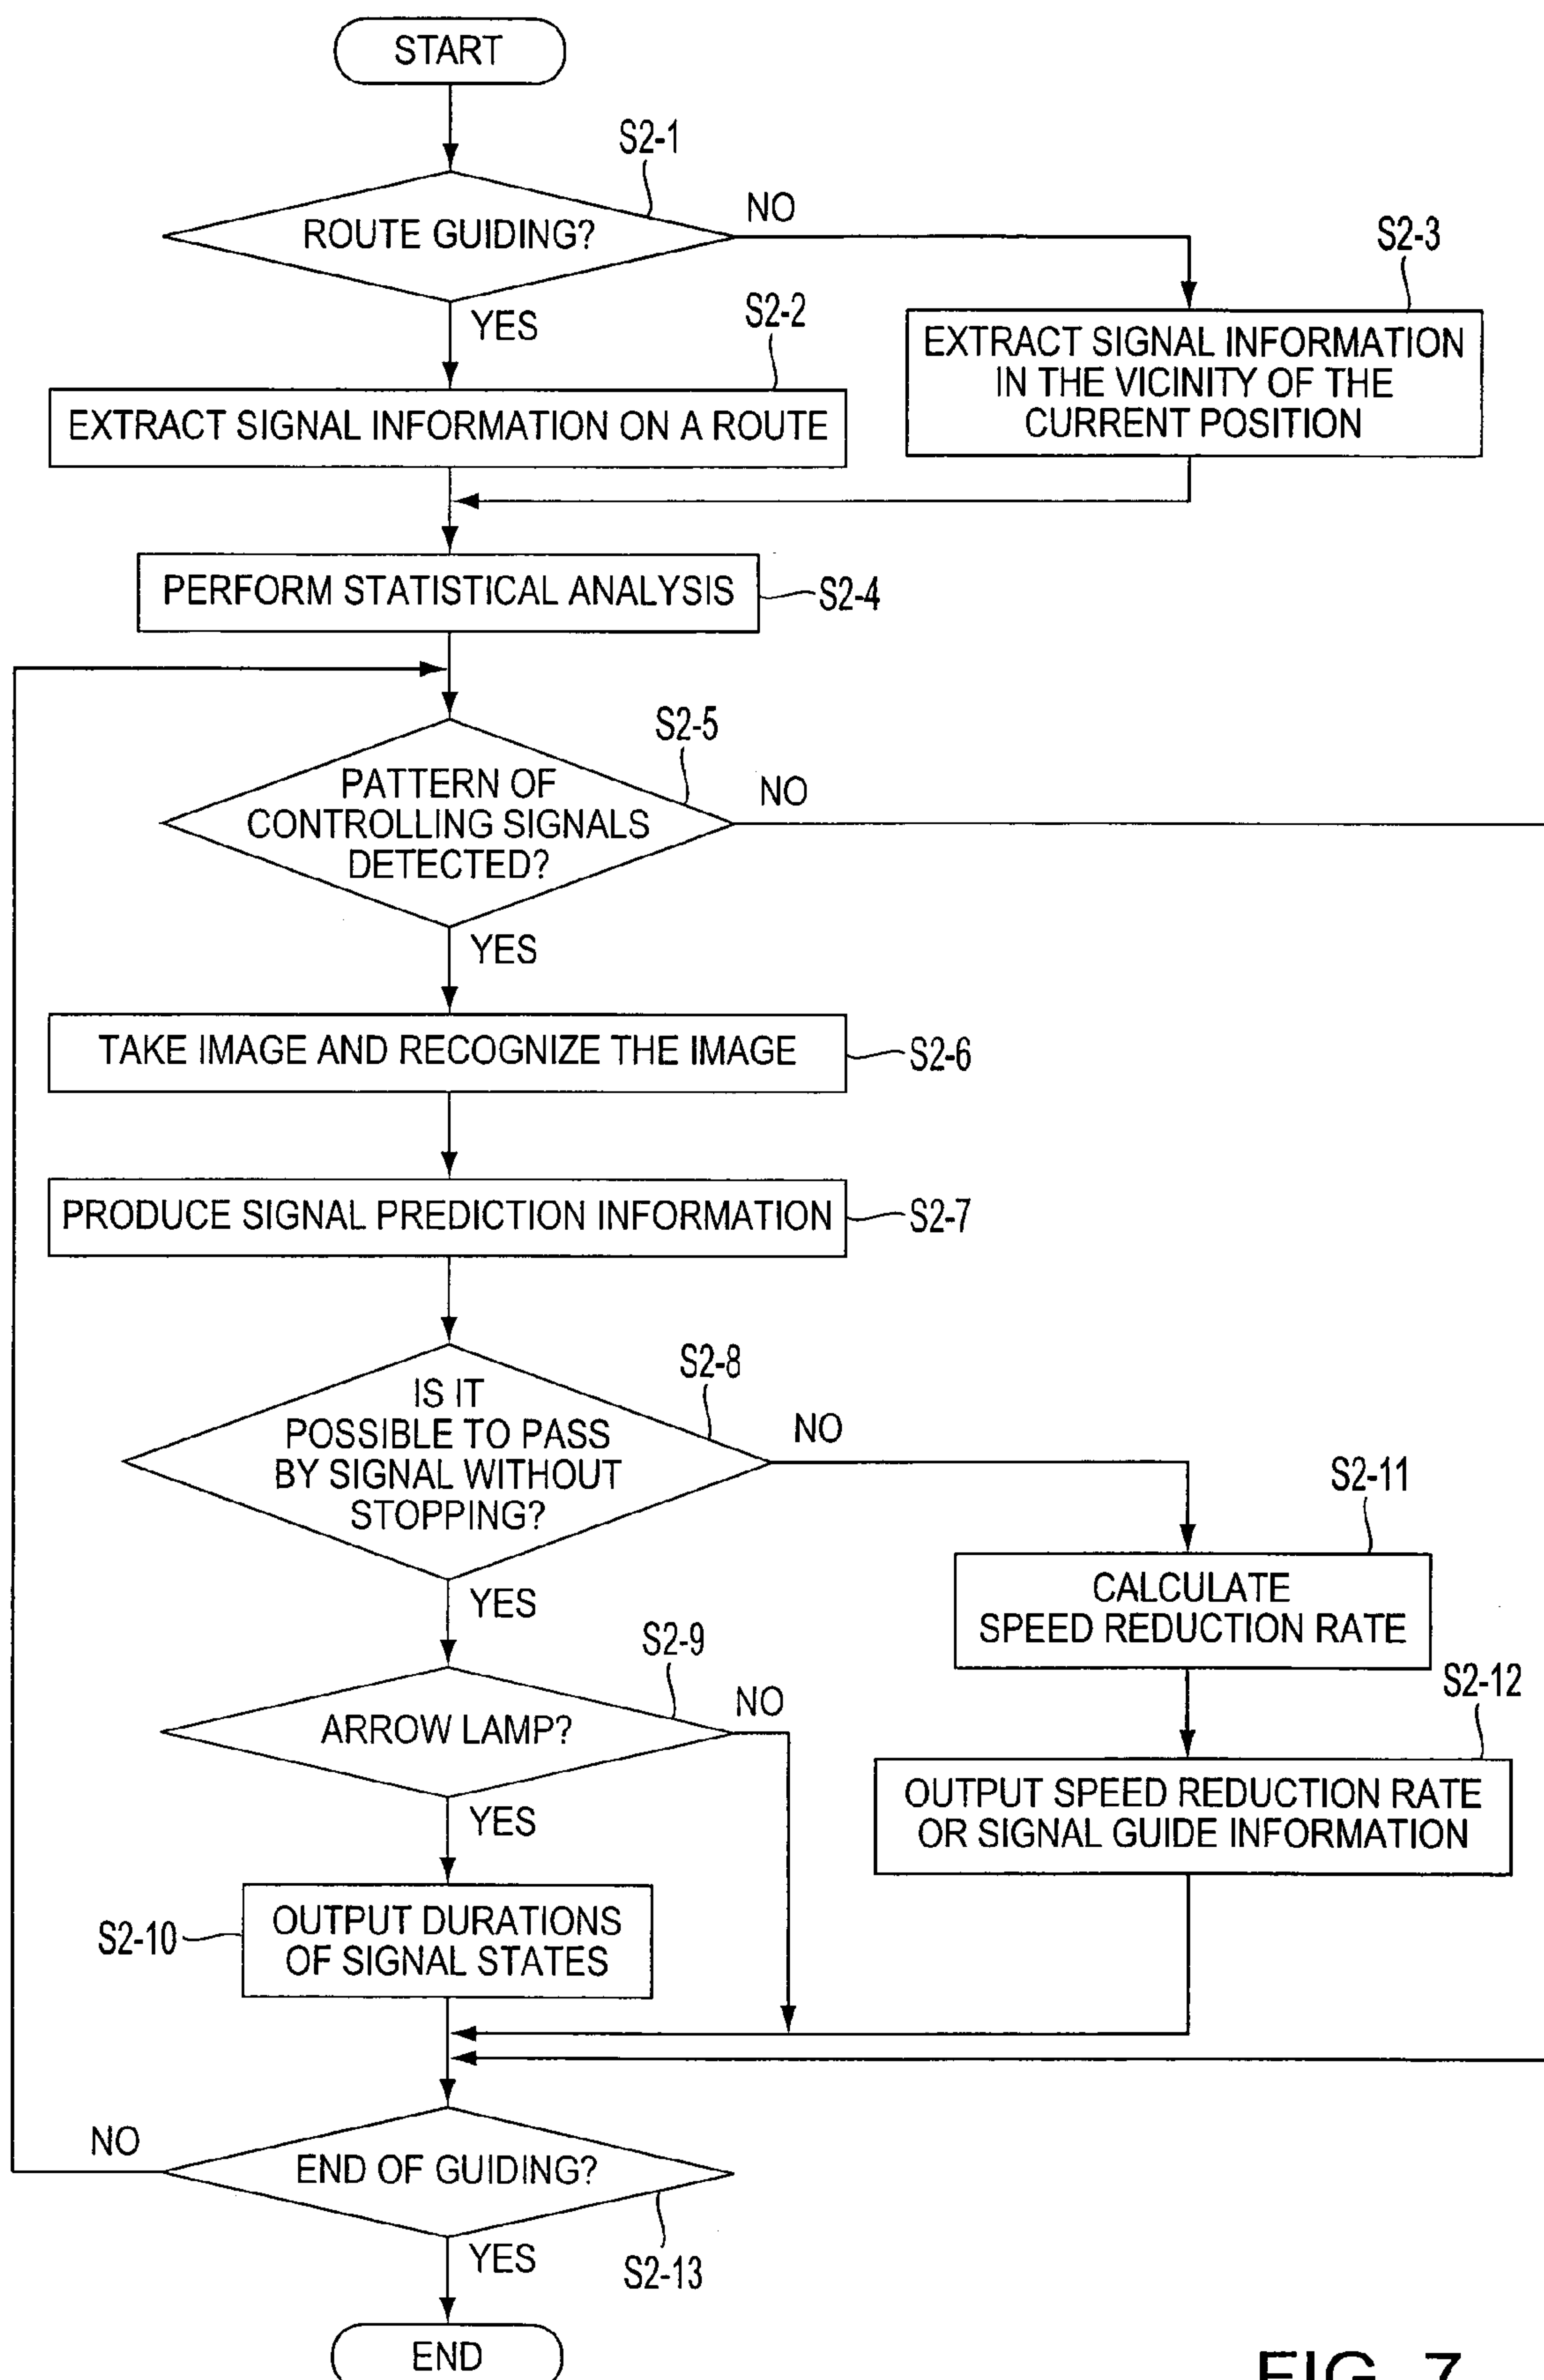 START
S2-1
ROUTE GUIDING?
NO
YES
S2-2
EXTRACT SIGNAL INFORMATION ON A ROUTE
S2-3
EXTRACT SIGNAL INFORMATION
IN THE VICINITY OF THE
CURRENT POSITION
PERFORM STATISTICAL ANALYSIS
S2-4
S2-5
PATTERN OF
CONTROLLING SIGNALS
DETECTED?
NO
YES
TAKE IMAGE AND RECOGNIZE THE IMAGE
S2-6
PRODUCE SIGNAL PREDICTION INFORMATION
S2-7
S2-8
IS IT
POSSIBLE TO PASS
BY SIGNAL WITHOUT
STOPPING?
NO
YES
S2-11
CALCULATE
SPEED REDUCTION RATE
S2-9
ARROW LAMP?
NO
YES
S2-12
OUTPUT SPEED REDUCTION RATE
OR SIGNAL GUIDE INFORMATION
S2-10
OUTPUT DURATIONS
OF SIGNAL STATES
NO
END OF GUIDING?
YES
S2-13
END
FIG. 7